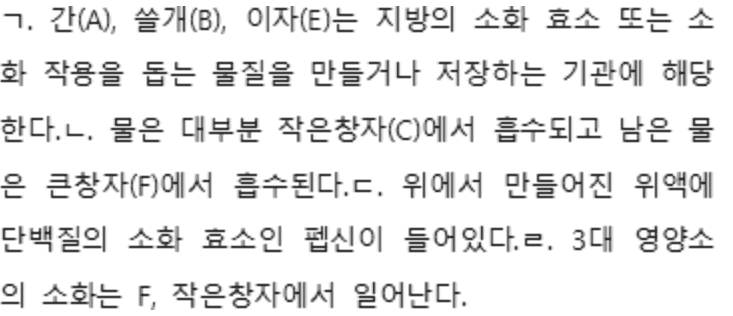 ㄱ. 간(A), 쓸개(B), 이자(E)는 지방의 소화 효소 또는 소
화 작용을 돕는 물질을 만들거나 저장하는 기관에 해당
한다.ㄴ. 물은 대부분 작은창자(C)에서 흡수되고 남은 물
은 큰창자(F)에서 흡수된다.ㄷ. 위에서 만들어진 위액에
단백질의 소화 효소인 펩신이 들어있다.ㄹ. 3대 영양소
의 소화는 F, 작은창자에서 일어난다.